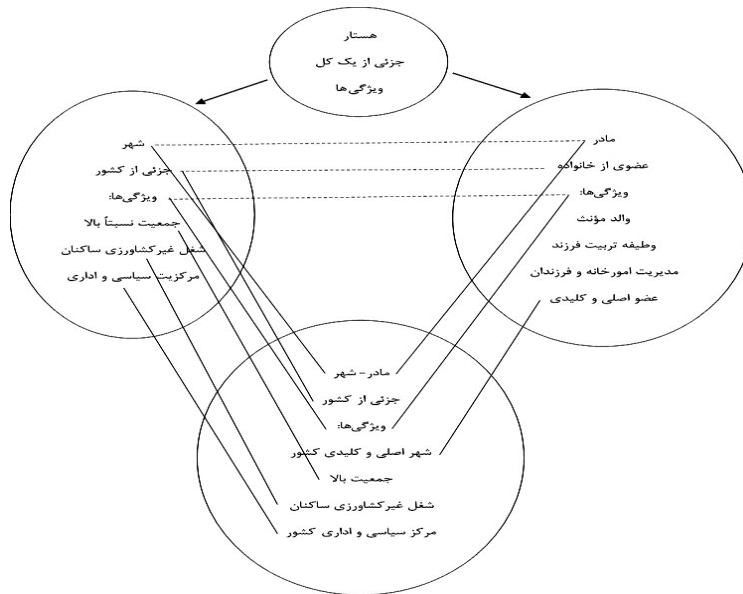 هستار
جزئی از یک کل
ویژگی‌ها
مادر
عضوی از خانواده
ویژگی‌ها:
والد مؤنث
وظیفه تربیت فرزند
مدیریت امورخانه و فرزندان
عضو اصلی و کلیدی
شهر
جزئی از کشور
ویژگی‌ها:
جمعیت نسبتاً بالا
شغل غیرکشاورزی ساکنان
مرکزیت سیاسی و اداری
مادر-شهر
جزئی از کشور
ویژگی‌ها:
شهر اصلی و کلیدی کشور
جمعیت بالا
شغل غیرکشاورزی ساکنان
مرکز سیاسی و اداری کشور